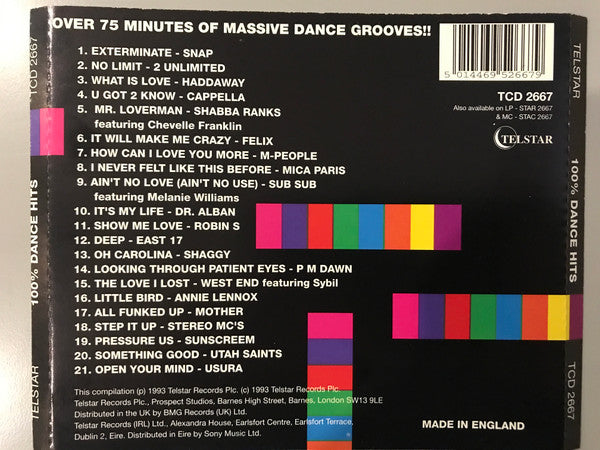 OVER 75 MINUTES OF MASSIVE DANCE GROOVES!!
1. EXTERMINATE - SNAP
2. NO LIMIT - 2 UNLIMITED
3. WHAT IS LOVE - HADDAWAY
4. U GOT 2 KNOW - CAPPELLA
5. MR. LOVERMAN - SHABBA RANKS
featuring Chevelle Franklin
6. IT WILL MAKE ME CRAZY - FELIX
7. HOW CAN I LOVE YOU MORE - M-PEOPLE
8. I NEVER FELT LIKE THIS BEFORE - MICA PARIS
9. AIN'T NO LOVE (AIN'T NO USE) - SUB SUB
featuring Melanie Williams
10. IT'S MY LIFE - DR. ALBAN
11. SHOW ME LOVE - ROBIN S
12. DEEP - EAST 17
13. OH CAROLINA - SHAGGY
14. LOOKING THROUGH PATIENT EYES - P M DAWN
15. THE LOVE I LOST - WEST END featuring Sybil
16. LITTLE BIRD - ANNIE LENNOX
17. ALL FUNKED UP - MOTHER
18. STEP IT UP - STEREO MC'S
19. PRESSURE US - SUNSCREEM
20. SOMETHING GOOD - UTAH SAINTS
21. OPEN YOUR MIND - USURA
This compilation (p) 1993 Telstar Records Plc. (c) 1993 Telstar Records Plc.
Telstar Records Plc., Prospect Studios, Barnes High Street, Barnes, London SW13 9LE
Distributed in the UK by BMG Records (UK) Ltd.
Telstar Records (IRL) Ltd., Alexandra House, Earlsfort Centre, Earlsfort Terrace,
Dublin 2, Eire. Distributed in Eire by Sony Music Ltd.
5 014469 526679
TCD 2667
Also available on LP - STAR 2667
& MC - STAC 2667
TELSTAR
MADE IN ENGLAND
TELSTAR
100% DANCE HITS
TCD 2667
TELSTAR
100% DANCE HITS
TCD 2667